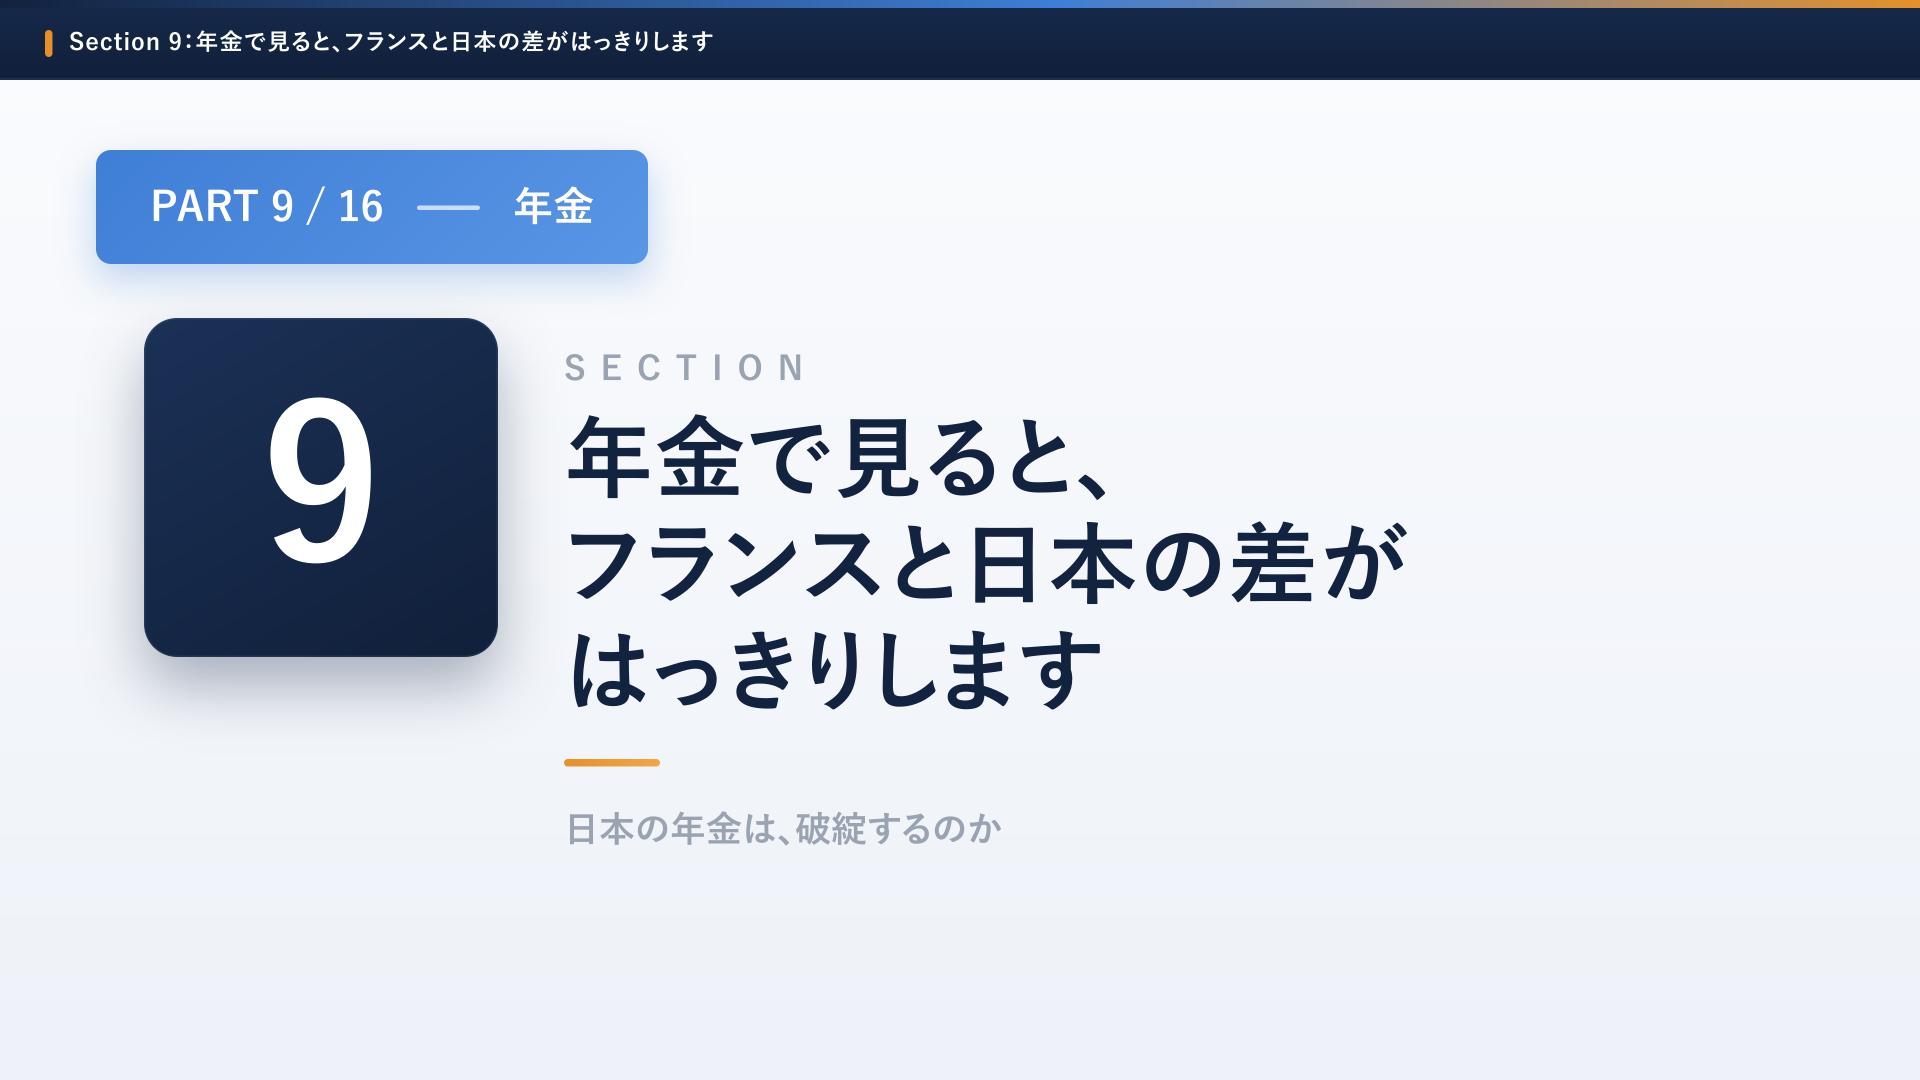 Section 9：年金で見ると、フランスと日本の差がはっきりします
PART 9 / 16 — 年金
9
SECTION
年金で見ると、
フランスと日本の差が
はっきりします
日本の年金は、破綻するのか